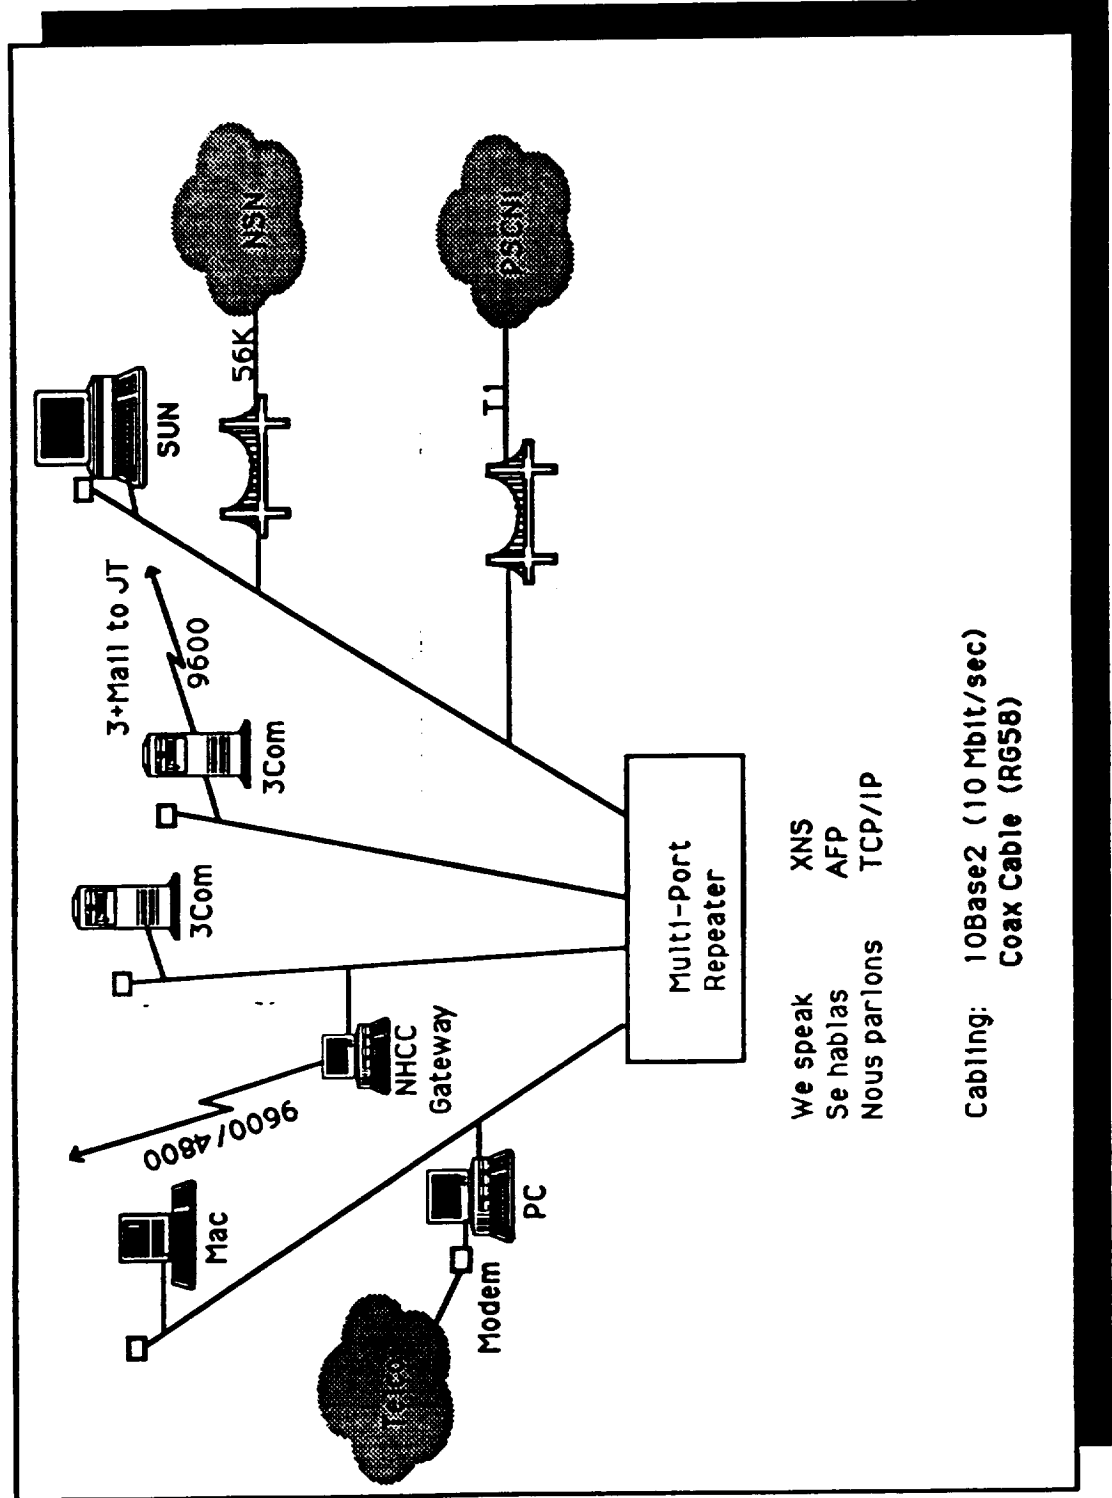 3+Mail to JT
SUN
3Com
9600
9600/4800
Mac
3Com
56K
NSN
NHCC
Gateway
Telco
Modem
PC
T1
PSCNI
Multi-Port
Repeater
We speak XNS
Se hablas AFP
Nous parlons TCP/IP
Cabling: 10Base2 (10 Mbit/sec)
Coax Cable (RG58)